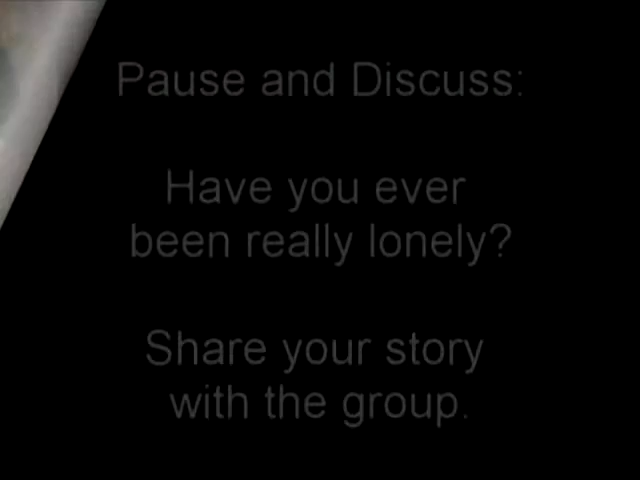 Pause and Discuss:
Have you ever
been really lonely?
Share your story
with the group.